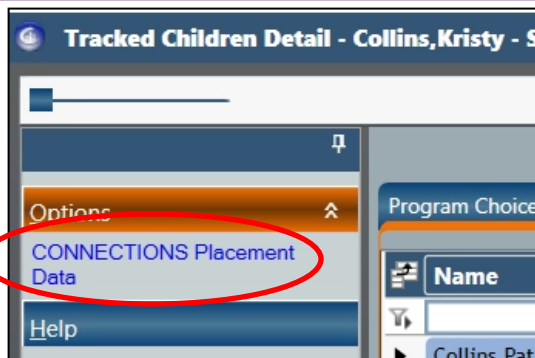 Tracked Children Detail - Collins,Kristy - S
Options
Program Choice
CONNECTIONS Placement
Data
Name
Help
Collins Pat